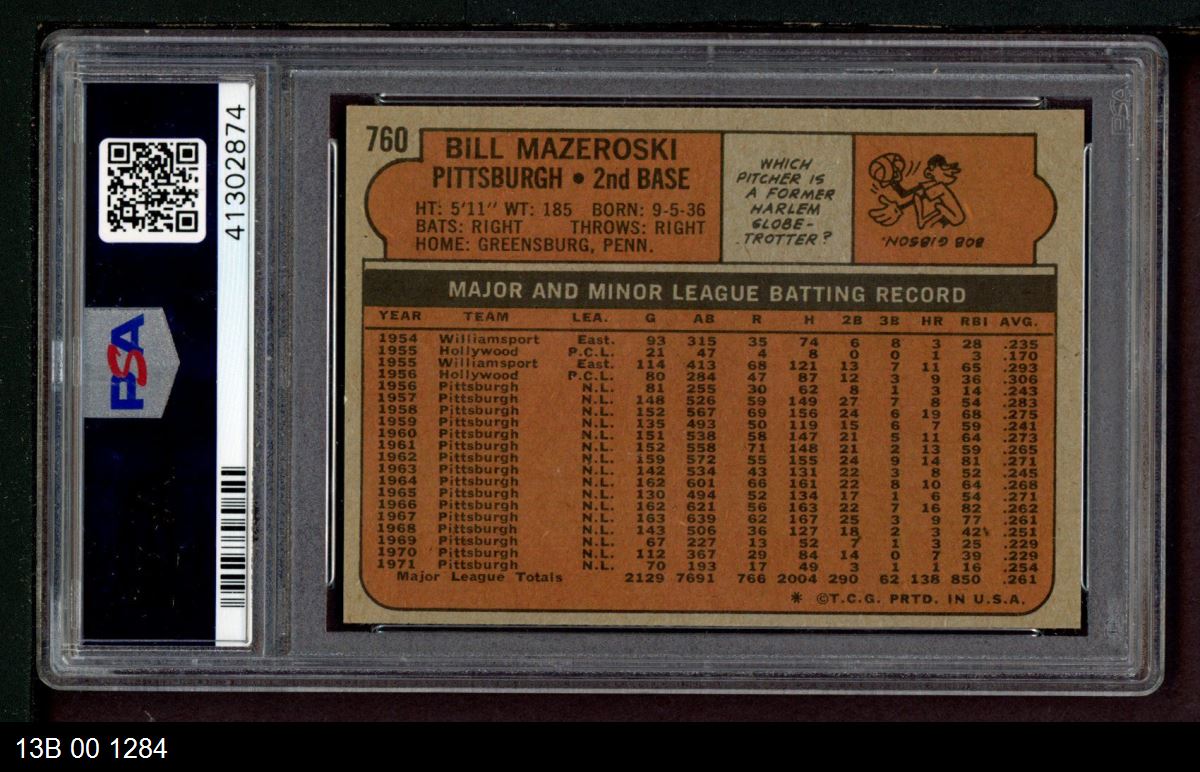 760
BILL MAZEROSKI
PITTSBURGH • 2nd BASE
HT: 5'11" WT: 185 BORN: 9-5-36
BATS: RIGHT THROWS: RIGHT
HOME: GREENSBURG, PENN.
WHICH
PITCHER IS
A FORMER
HARLEM
GLOBE-
TROTTER?
BOB GIBSON.
MAJOR AND MINOR LEAGUE BATTING RECORD
YEAR TEAM LEA. G AB R H 2B 3B HR RBI AVG.
1954 Williamsport East. 93 315 35 74 6 8 3 28 .235
1955 Hollywood P.C.L. 21 47 4 8 0 0 1 3 .170
1955 Williamsport East. 114 413 68 121 13 7 11 65 .293
1956 Hollywood P.C.L. 80 284 47 87 12 3 9 36 .306
1956 Pittsburgh N.L. 81 255 30 62 8 1 3 14 .243
1957 Pittsburgh N.L. 148 526 59 149 27 7 8 54 .283
1958 Pittsburgh N.L. 152 567 69 156 24 6 19 68 .275
1959 Pittsburgh N.L. 135 493 50 119 15 6 7 59 .241
1960 Pittsburgh N.L. 151 538 58 147 21 5 11 64 .273
1961 Pittsburgh N.L. 152 558 71 148 21 2 13 59 .265
1962 Pittsburgh N.L. 159 572 55 155 24 9 14 81 .271
1963 Pittsburgh N.L. 142 534 43 131 22 3 8 52 .245
1964 Pittsburgh N.L. 162 601 66 161 22 8 10 64 .268
1965 Pittsburgh N.L. 130 494 52 134 17 1 6 54 .271
1966 Pittsburgh N.L. 162 621 56 163 22 7 16 82 .262
1967 Pittsburgh N.L. 163 639 62 167 25 3 9 77 .261
1968 Pittsburgh N.L. 143 506 36 127 18 2 3 42 .251
1969 Pittsburgh N.L. 67 227 13 52 7 1 3 25 .229
1970 Pittsburgh N.L. 112 367 29 84 14 0 7 39 .229
1971 Pittsburgh N.L. 70 193 17 49 3 1 1 16 .254
Major League Totals 2129 7691 766 2004 290 62 138 850 .261
* ©T.C.G. PRTD. IN U.S.A.
41302874
PSA
PSA
13B 00 1284